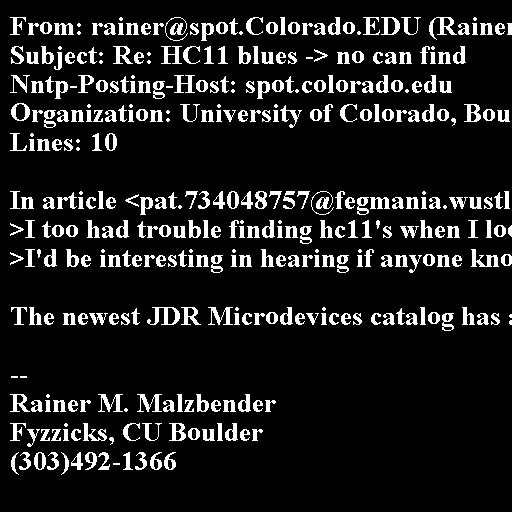 From: rainer@spot.Colorado.EDU (Rainer
Subject: Re: HC11 blues -> no can find
Nntp-Posting-Host: spot.colorado.edu
Organization: University of Colorado, Bou
Lines: 10

In article <pat.734048757@fegmania.wustl
>I too had trouble finding hc11's when I loo
>I'd be interesting in hearing if anyone kno

The newest JDR Microdevices catalog has a

--
Rainer M. Malzbender
Fyzzicks, CU Boulder
(303)492-1366